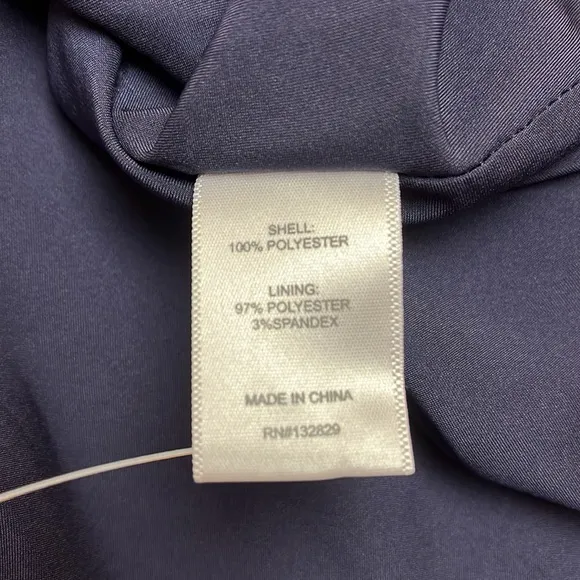 SHELL:
100% POLYESTER
LINING:
97% POLYESTER
3%SPANDEX
MADE IN CHINA
RN#132829